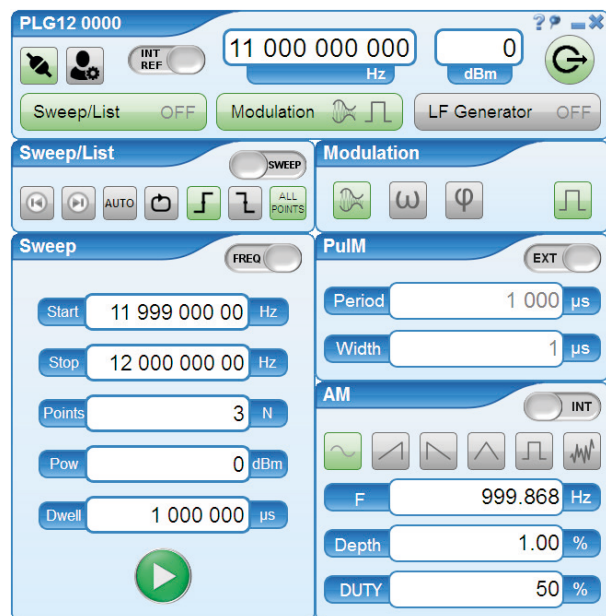 PLG12 0000
?
INT REF
11 000 000 000
Hz
0
dBm
Sweep/List OFF
Modulation
LF Generator OFF
Sweep/List
SWEEP
AUTO
ALL POINTS
Modulation
ω
φ
Sweep
FREQ
Start 11 999 000 00 Hz
Stop 12 000 000 00 Hz
Points 3 N
Pow 0 dBm
Dwell 1 000 000 µs
PulM
EXT
Period 1 000 µs
Width 1 µs
AM
INT
F 999.868 Hz
Depth 1.00 %
DUTY 50 %